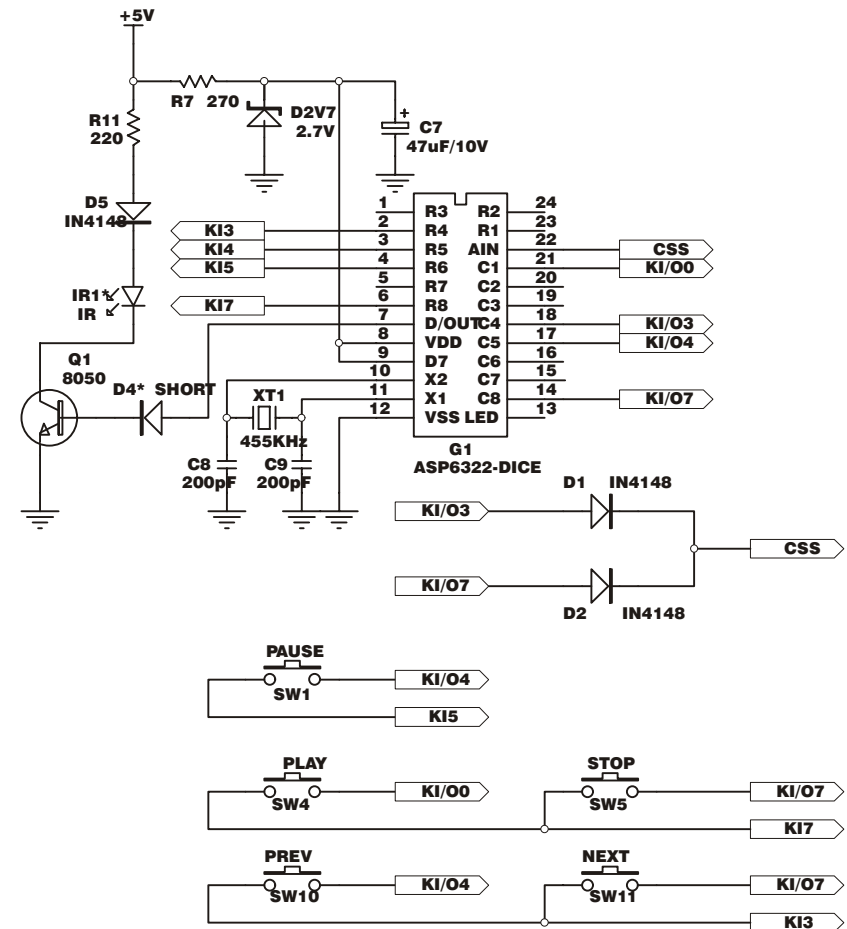 +5V
R7 270
D2V7
2.7V
C7
47uF/10V
R11
220
D5
IN4148
IR1*
IR
Q1
8050
D4* SHORT
XT1
455KHz
C8
200pF
C9
200pF
KI3
KI4
KI5
KI7
1 R3 R2 24
2 R4 R1 23
3 R5 AIN 22
4 R6 C1 21
5 R7 C2 20
6 R8 C3 19
7 D/OUT C4 18
8 VDD C5 17
9 D7 C6 16
10 X2 C7 15
11 X1 C8 14
12 VSS LED 13
G1
ASP6322-DICE
CSS
KI/O0
KI/O3
KI/O4
KI/O7
D1 IN4148
KI/O3
CSS
KI/O7
D2 IN4148
PAUSE
SW1
KI/O4
KI5
PLAY
SW4
KI/O0
STOP
SW5
KI/O7
KI7
PREV
SW10
KI/O4
NEXT
SW11
KI/O7
KI3